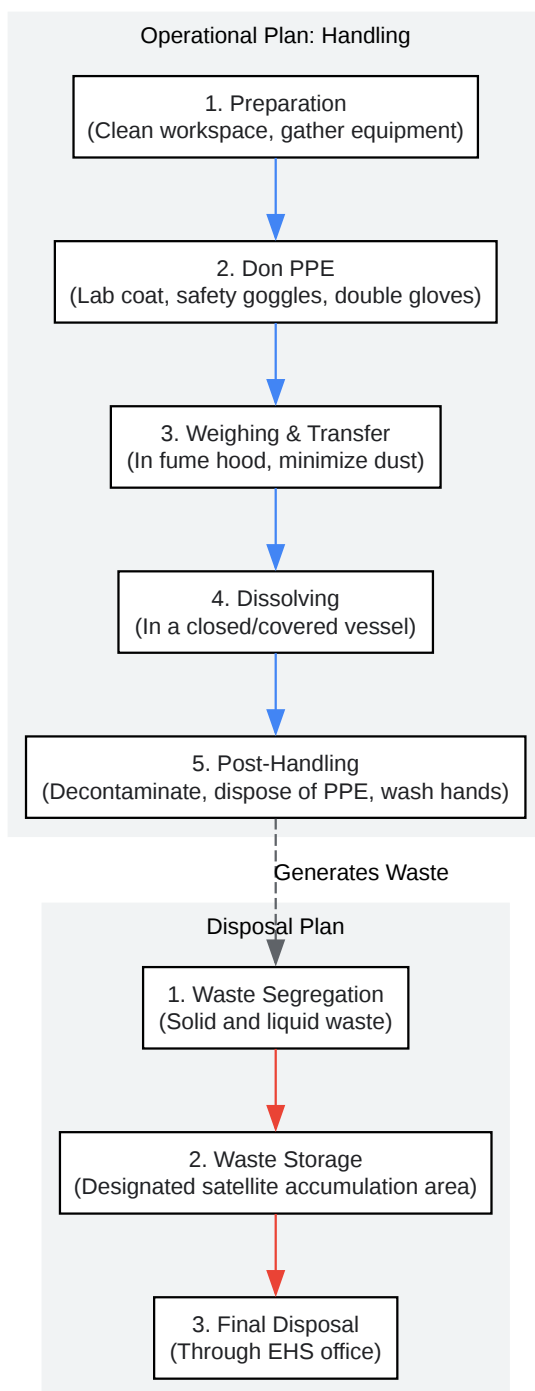 Operational Plan: Handling
1. Preparation
(Clean workspace, gather equipment)
2. Don PPE
(Lab coat, safety goggles, double gloves)
3. Weighing & Transfer
(In fume hood, minimize dust)
4. Dissolving
(In a closed/covered vessel)
5. Post-Handling
(Decontaminate, dispose of PPE, wash hands)
Generates Waste
Disposal Plan
1. Waste Segregation
(Solid and liquid waste)
2. Waste Storage
(Designated satellite accumulation area)
3. Final Disposal
(Through EHS office)